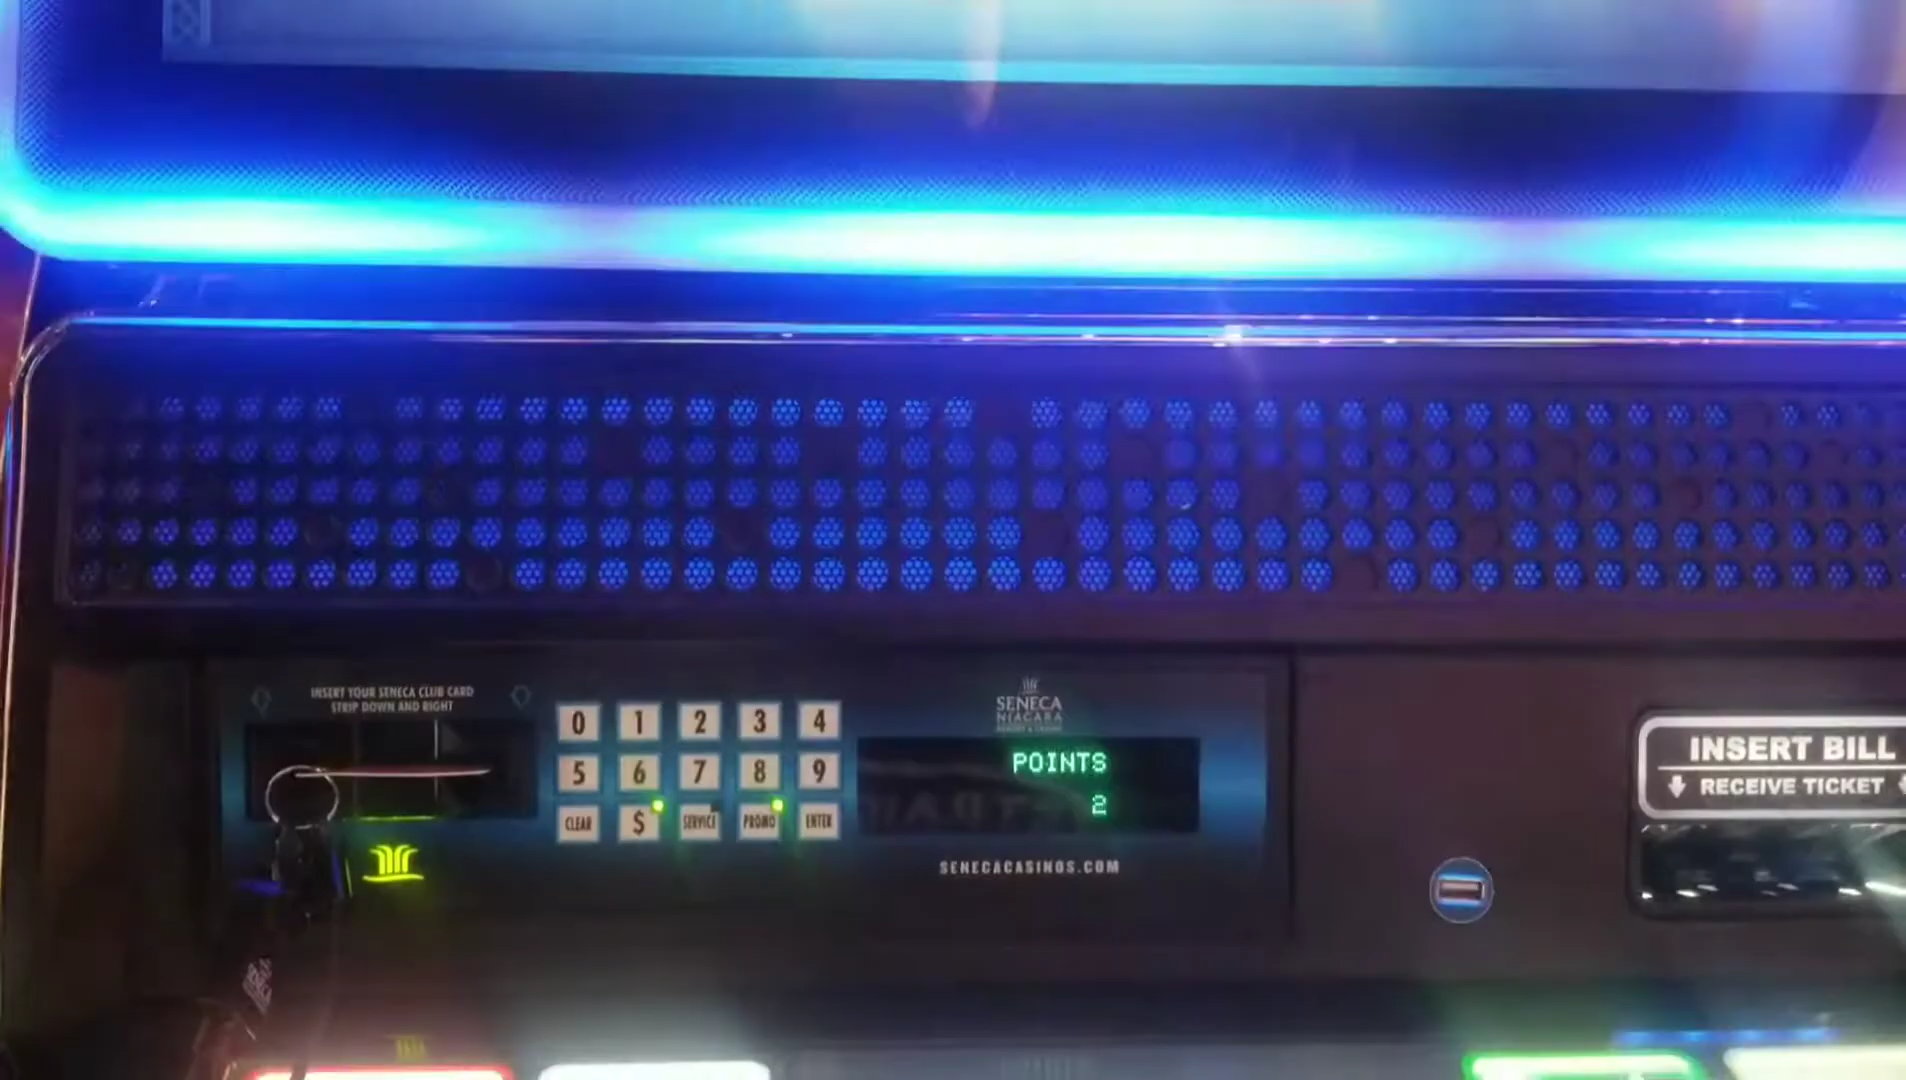 INSERT YOUR SENECA CLUB CARD
STRIP DOWN AND RIGHT
0 1 2 3 4
5 6 7 8 9
CLEAR $ SERVICE PROMO ENTER
SENECA
NIAGARA
POINTS
2
SENECACASINOS.COM
INSERT BILL
RECEIVE TICKET